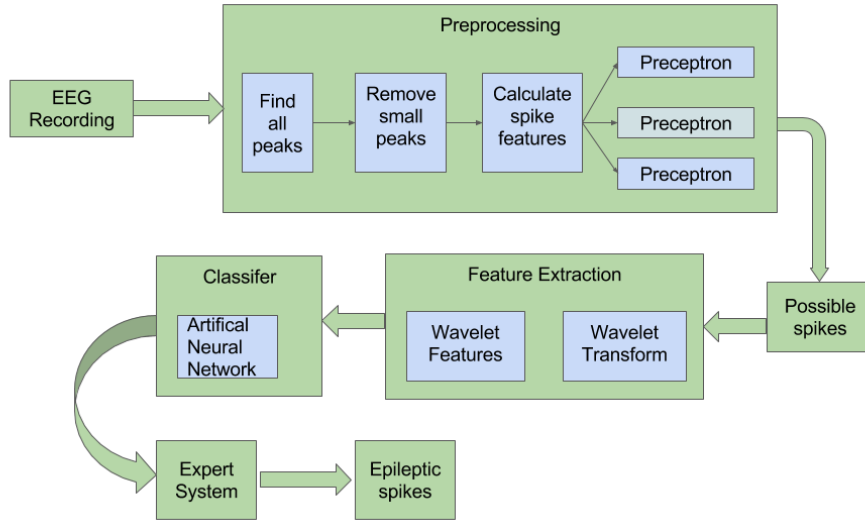 Preprocessing
EEG
Recording
Find
all
peaks
Remove
small
peaks
Calculate
spike
features
Preceptron
Preceptron
Preceptron
Possible
spikes
Feature Extraction
Wavelet
Transform
Wavelet
Features
Classifer
Artifical
Neural
Network
Expert
System
Epileptic
spikes